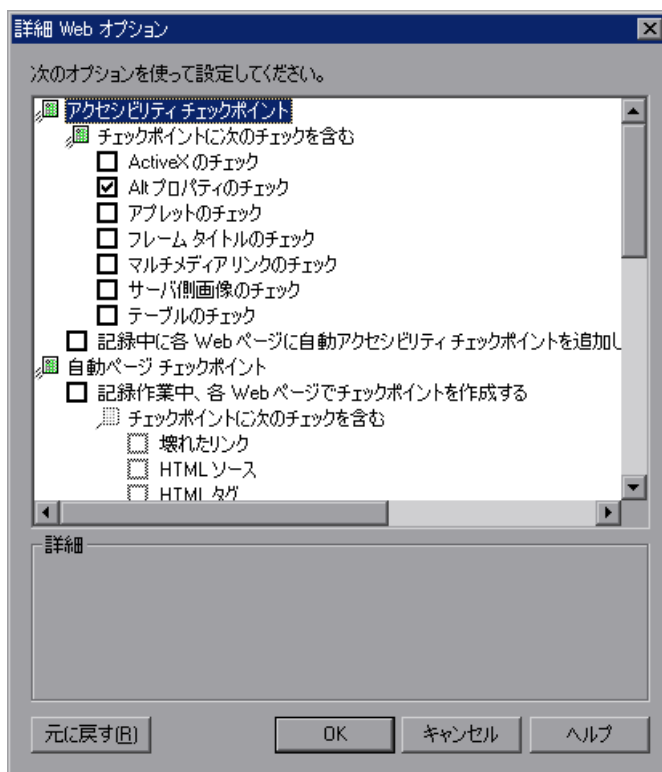 詳細 Web オプション
次のオプションを使って設定してください。
アクセシビリティ チェックポイント
チェックポイントに次のチェックを含む
ActiveX のチェック
Alt プロパティのチェック
アプレットのチェック
フレーム タイトルのチェック
マルチメディア リンクのチェック
サーバ側画像のチェック
テーブルのチェック
記録中に各 Web ページに自動アクセシビリティ チェックポイントを追加し
自動ページ チェックポイント
記録作業中、各 Web ページでチェックポイントを作成する
チェックポイントに次のチェックを含む
壊れたリンク
HTML ソース
HTML タグ
詳細
元に戻す(R)
OK
キャンセル
ヘルプ